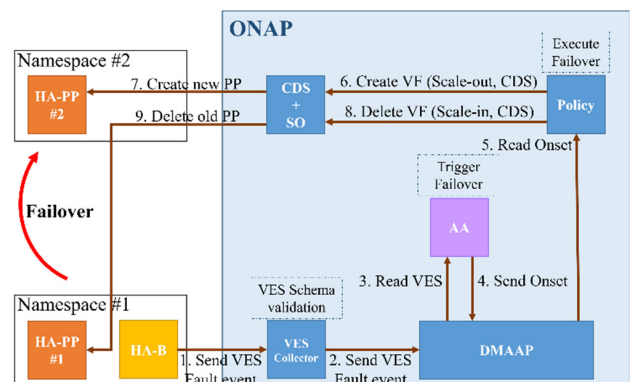 ONAP
Execute
Failover
Namespace #2
7. Create new PP
6. Create VF (Scale-out, CDS)
HA-PP
#2
CDS
+
SO
Policy
9. Delete old PP
8. Delete VF (Scale-in, CDS)
5. Read Onset
Trigger
Failover
Failover
AA
3. Read VES
4. Send Onset
Namespace #1
VES Schema
validation
HA-PP
#1
HA-B
VES
Collector
DMAAP
1. Send VES
Fault event
2. Send VES
Fault event